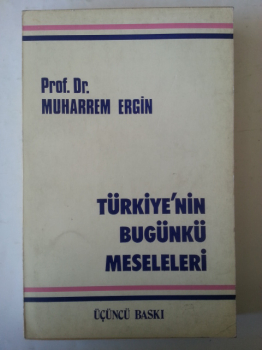 Prof. Dr.
MUHARREM ERGİN
TÜRKİYE'NİN
BUGÜNKÜ
MESELELERİ
ÜÇÜNCÜ BASKI